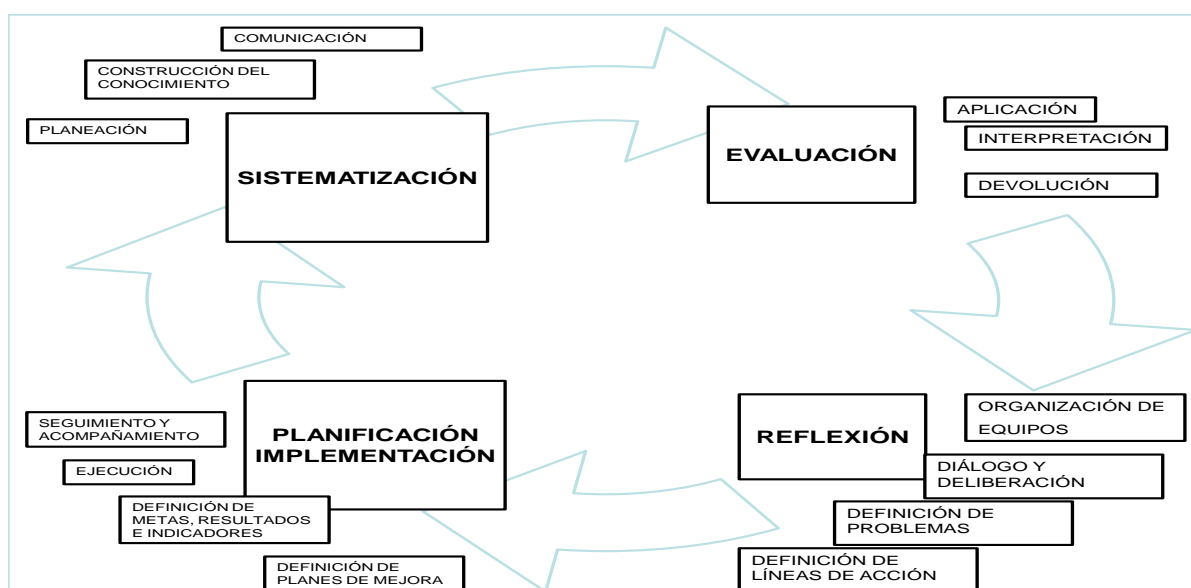 COMUNICACIÓN
CONSTRUCCIÓN DEL
CONOCIMIENTO
PLANEACIÓN
SISTEMATIZACIÓN
EVALUACIÓN
APLICACIÓN
INTERPRETACIÓN
DEVOLUCIÓN
ORGANIZACIÓN DE
EQUIPOS
REFLEXIÓN
DIÁLOGO Y
DELIBERACIÓN
DEFINICIÓN DE
PROBLEMAS
DEFINICIÓN DE
LÍNEAS DE ACCIÓN
PLANIFICACIÓN
IMPLEMENTACIÓN
SEGUIMIENTO Y
ACOMPAÑAMIENTO
EJECUCIÓN
DEFINICIÓN DE
METAS, RESULTADOS
E INDICADORES
DEFINICIÓN DE
PLANES DE MEJORA